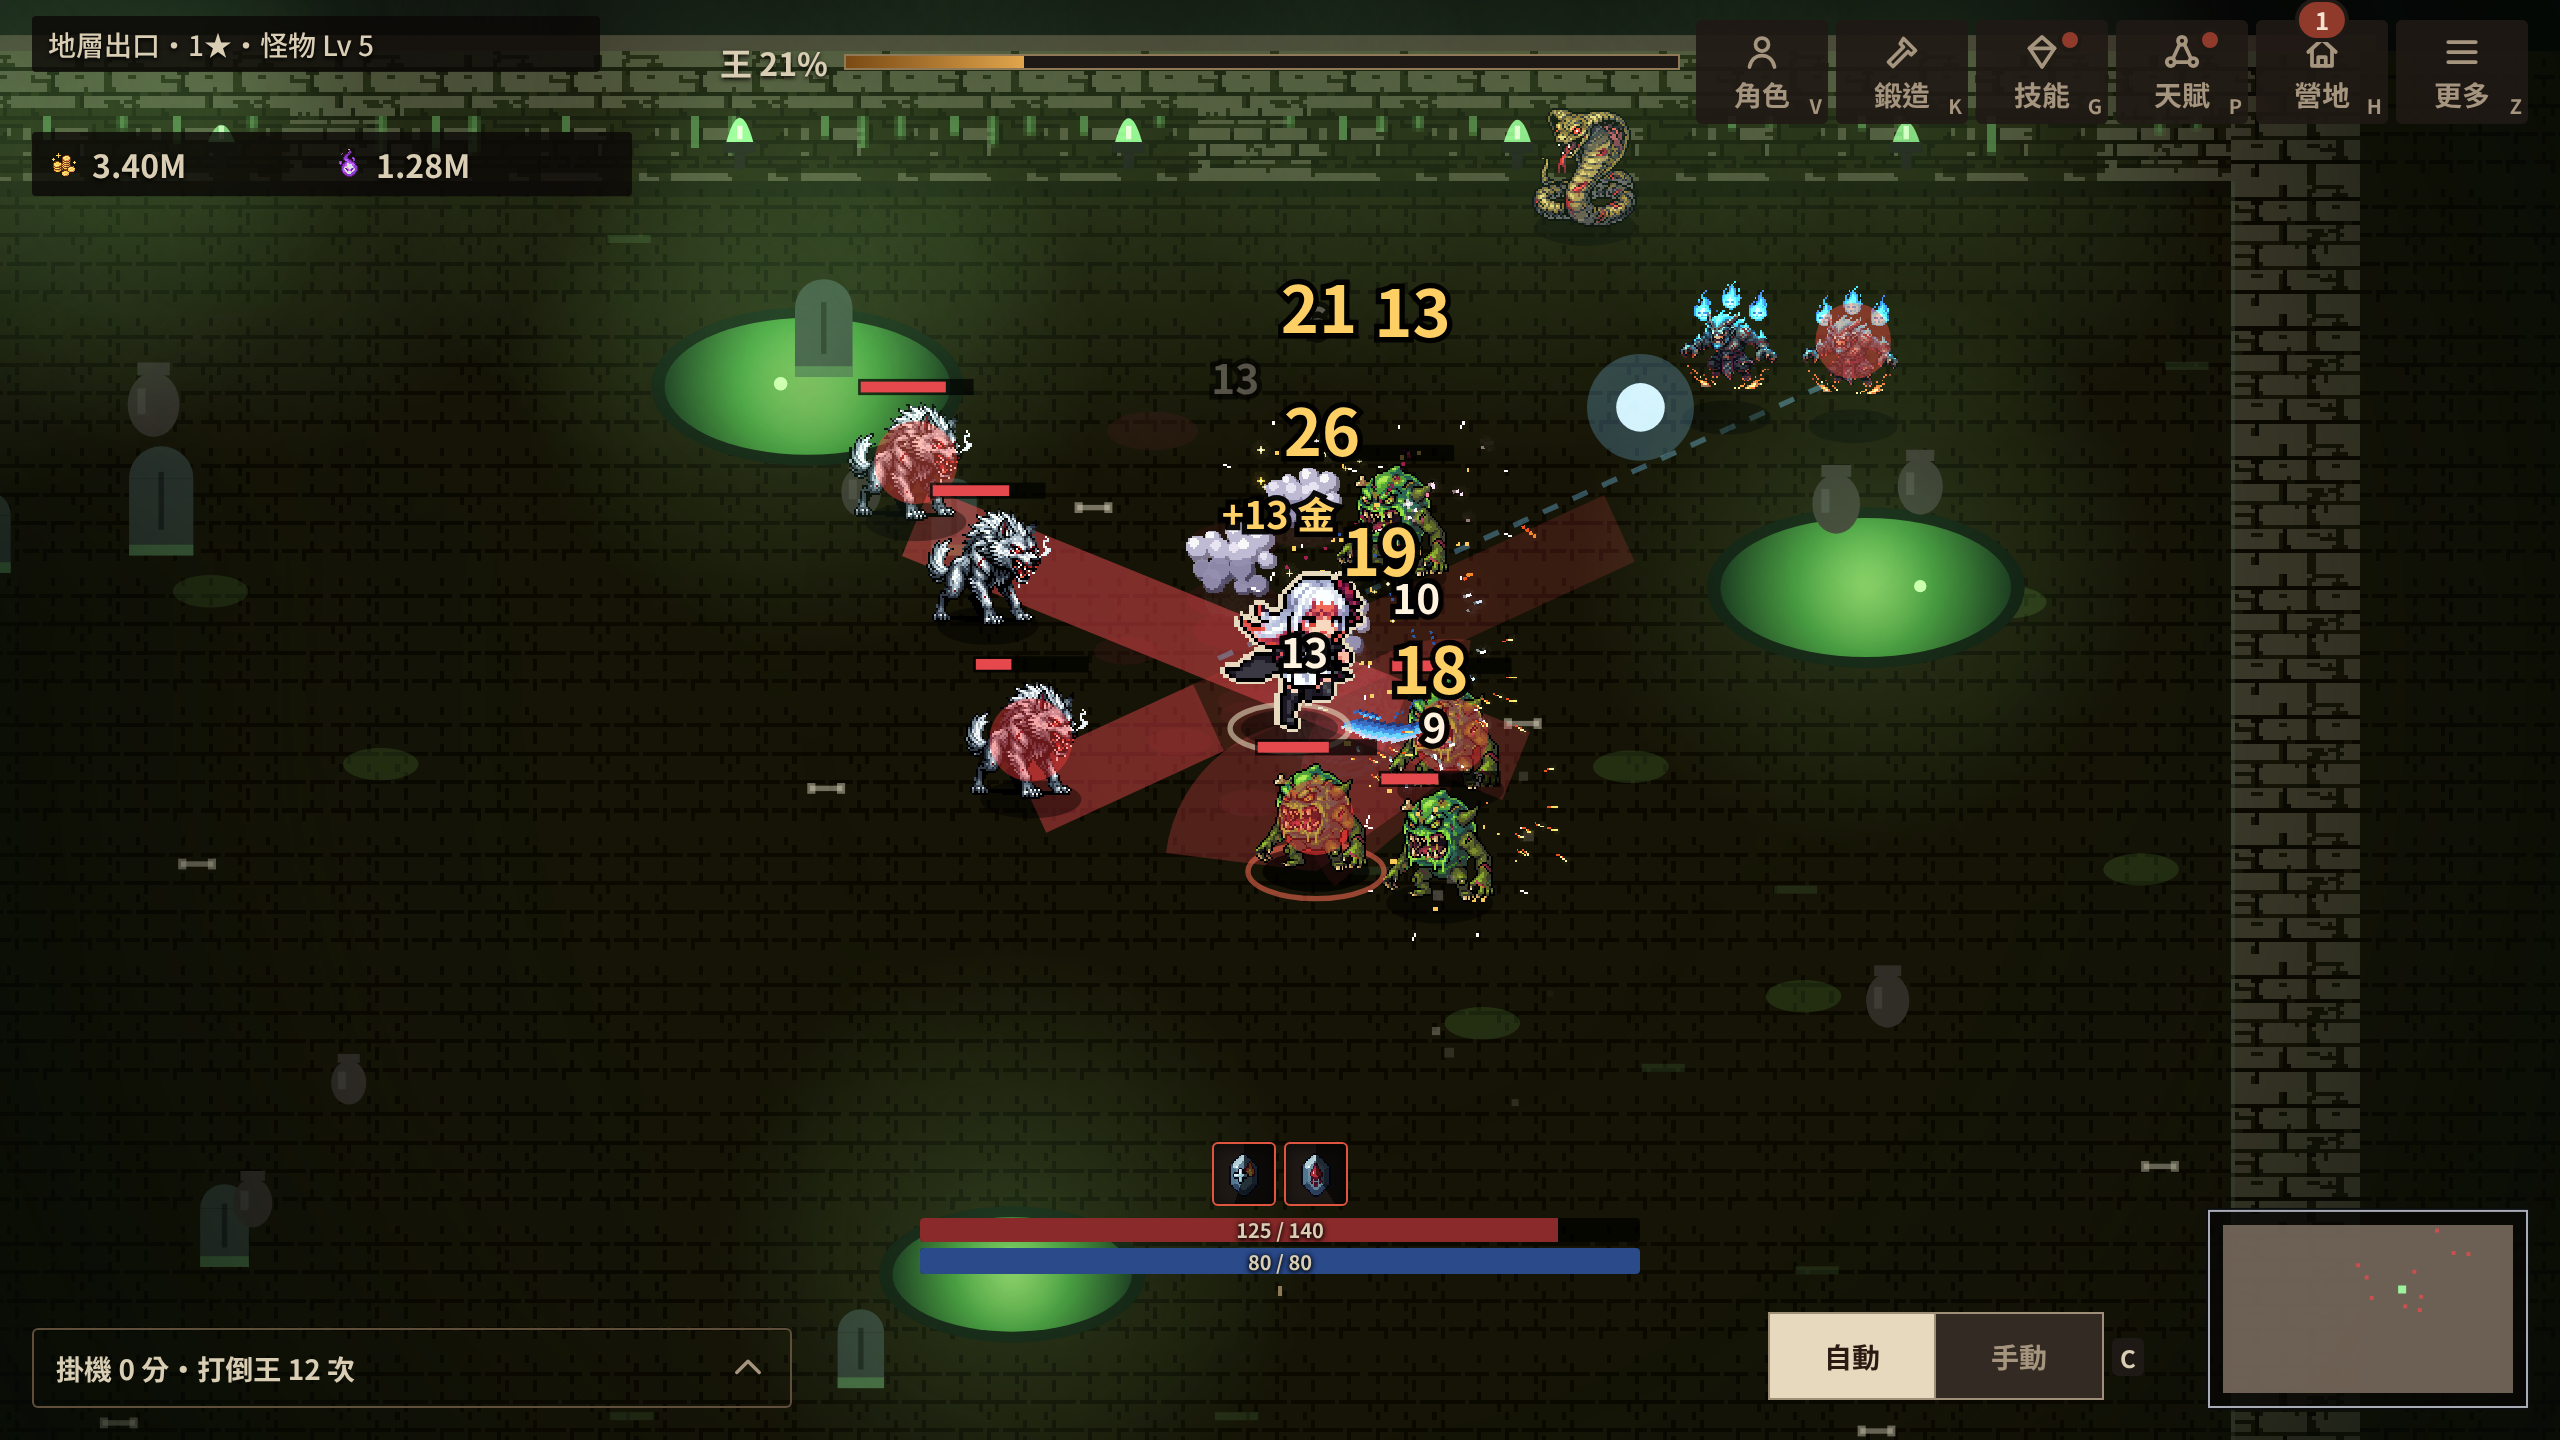 地層出口・1★・怪物 Lv 5
王 21%
1
角色 V
鍛造 K
技能 G
天賦 P
營地 H
更多 Z
3.40M
1.28M
21
13
13
26
+13 金
19
10
13
18
9
125 / 140
80 / 80
掛機 0 分・打倒王 12 次
自動
手動
C